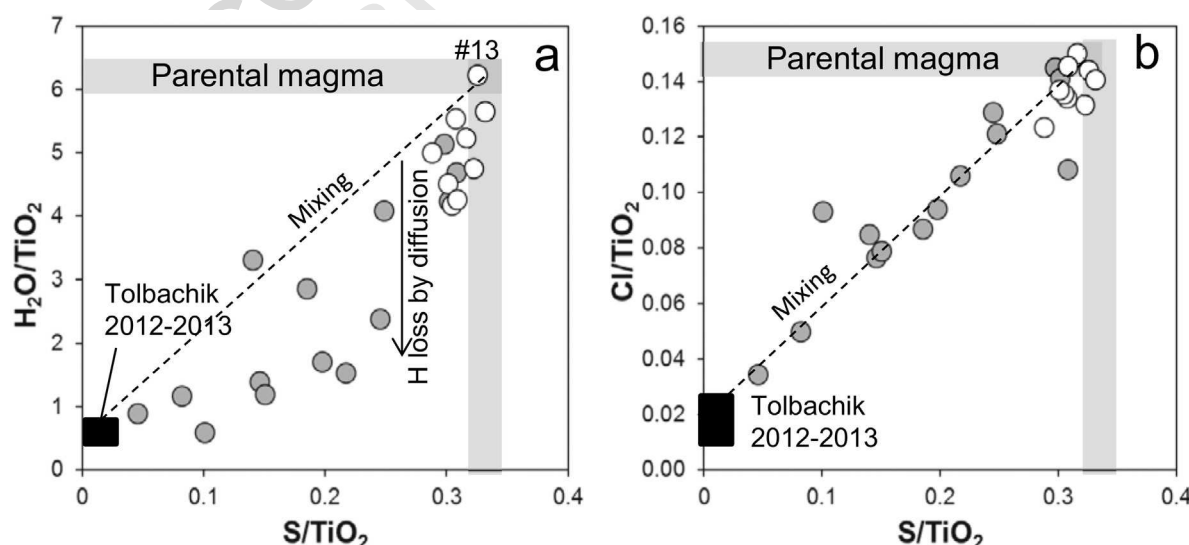 7
6
5
4
3
2
1
0
H₂O/TiO₂
#13
a
Parental magma
Mixing
H loss by diffusion
Tolbachik
2012-2013
0
0.1
0.2
0.3
0.4
S/TiO₂
0.16
0.14
0.12
0.10
0.08
0.06
0.04
0.02
0.00
Cl/TiO₂
b
Parental magma
Mixing
Tolbachik
2012-2013
0
0.1
0.2
0.3
0.4
S/TiO₂